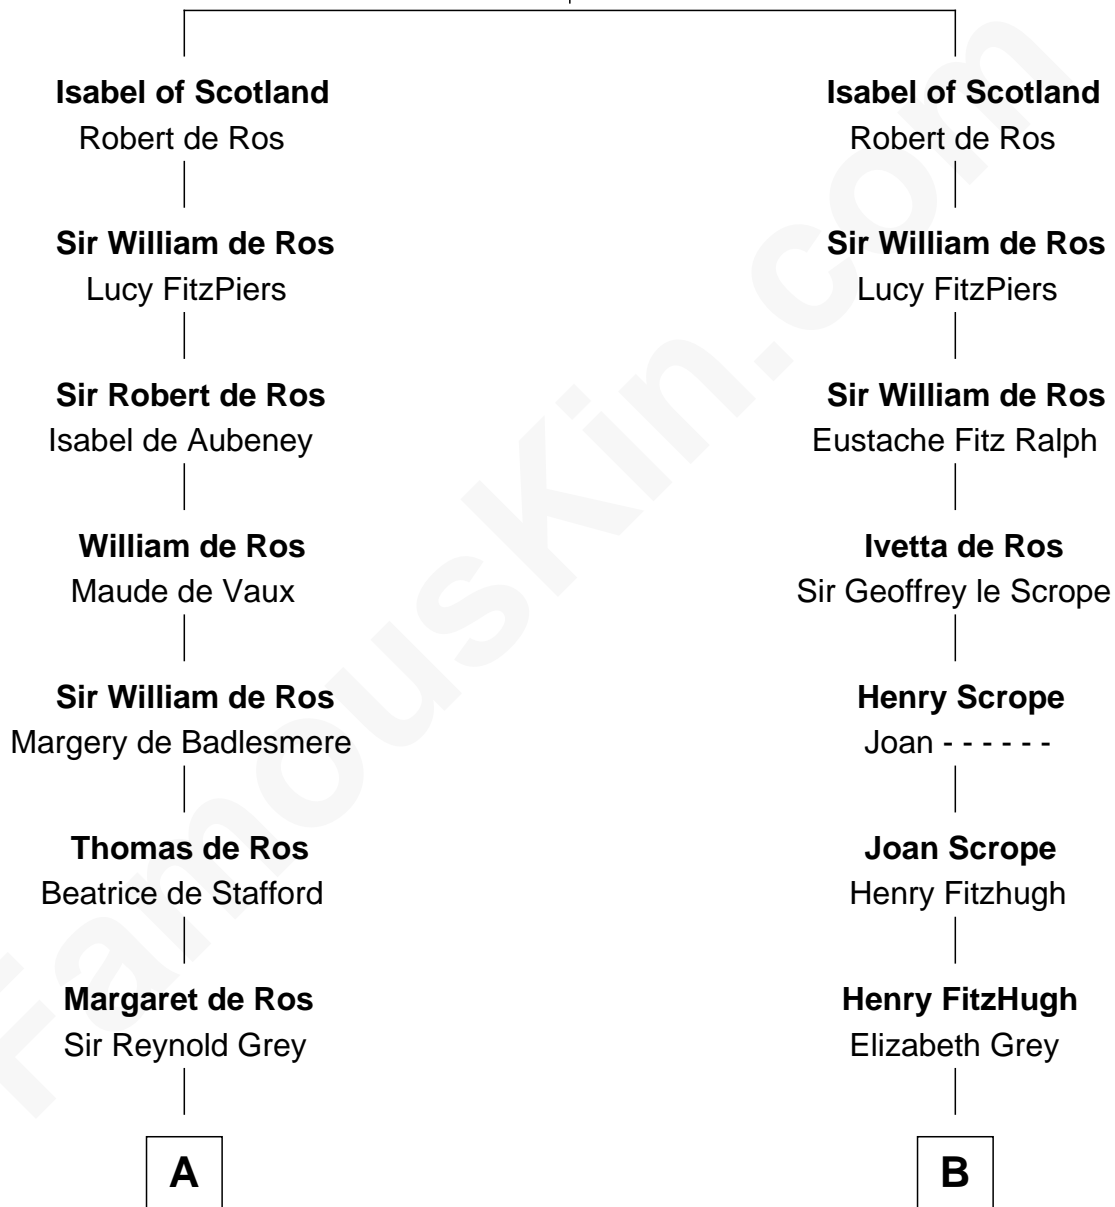 Isabel of Scotland
Robert de Ros
Sir William de Ros
Lucy FitzPiers
Sir Robert de Ros
Isabel de Aubeney
William de Ros
Maude de Vaux
Sir William de Ros
Margery de Badlesmere
Thomas de Ros
Beatrice de Stafford
Margaret de Ros
Sir Reynold Grey
A
Isabel of Scotland
Robert de Ros
Sir William de Ros
Lucy FitzPiers
Sir William de Ros
Eustache Fitz Ralph
Ivetta de Ros
Sir Geoffrey le Scrope
Henry Scrope
Joan - - - - - -
Joan Scrope
Henry Fitzhugh
Henry FitzHugh
Elizabeth Grey
B
FamousKin.com